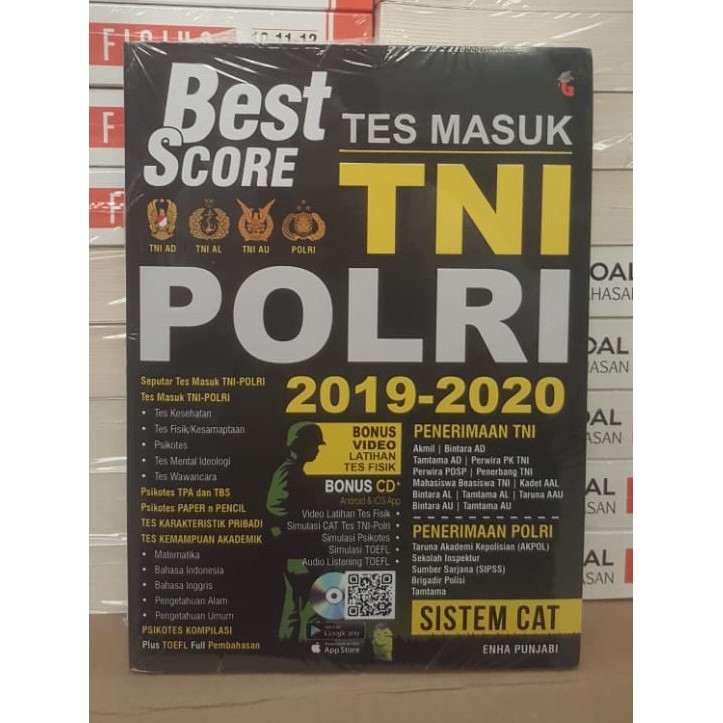 Best
SCORE
TES MASUK
TNI
POLRI
2019-2020
TNI AD
TNI AL
TNI AU
POLRI
Seputar Tes Masuk TNI-POLRI
Tes Masuk TNI-POLRI
• Tes Kesehatan
• Tes Fisik/Kesamaptaan
• Psikotes
• Tes Mental Ideologi
• Tes Wawancara
Psikotes TPA dan TBS
Psikotes PAPER n PENCIL
TES KARAKTERISTIK PRIBADI
TES KEMAMPUAN AKADEMIK
• Matematika
• Bahasa Indonesia
• Bahasa Inggris
• Pengetahuan Alam
• Pengetahuan Umum
PSIKOTES KOMPILASI
Plus TOEFL Full Pembahasan
BONUS
VIDEO
LATIHAN
TES FISIK
BONUS CD+
Android & IOS App
Video Latihan Tes Fisik •
Simulasi CAT Tes TNI-Polri •
Simulasi Psikotes •
Simulasi TOEFL •
Audio Listening TOEFL •
Google play
App Store
PENERIMAAN TNI
Akmil | Bintara AD
Tamtama AD | Perwira PK TNI
Perwira PDSP | Penerbang TNI
Mahasiswa Beasiswa TNI | Kadet AAL
Bintara AL | Tamtama AL | Taruna AAU
Bintara AU | Tamtama AU
PENERIMAAN POLRI
Taruna Akademi Kepolisian (AKPOL)
Sekolah Inspektur
Sumber Sarjana (SIPSS)
Brigadir Polisi
Tamtama
SISTEM CAT
ENHA PUNJABI